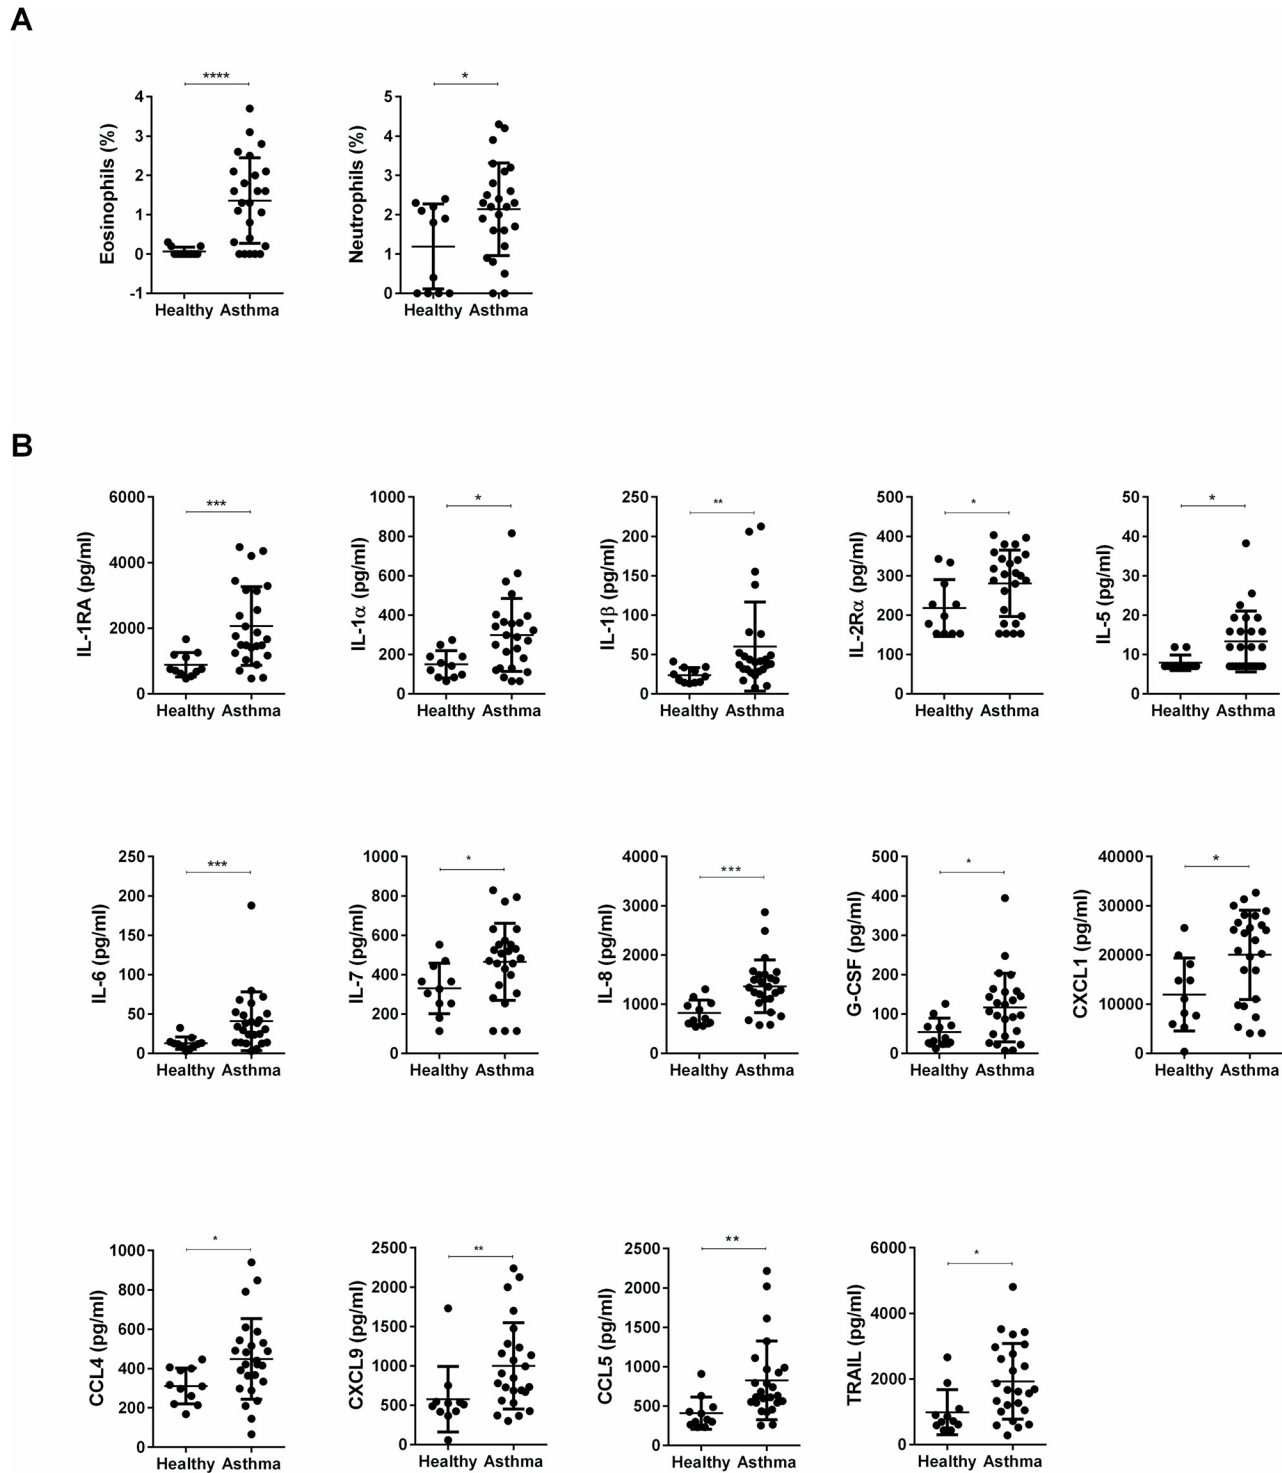 A
**** *
Eosinophils (%) 4 3 2 1 0 -1 Healthy Asthma
Neutrophils (%) 5 4 3 2 1 0 Healthy Asthma
B
*** * ** * *
IL-1RA (pg/ml) 6000 4000 2000 0 Healthy Asthma
IL-1α (pg/ml) 1000 800 600 400 200 0 Healthy Asthma
IL-1β (pg/ml) 250 200 150 100 50 0 Healthy Asthma
IL-2Rα (pg/ml) 500 400 300 200 100 0 Healthy Asthma
IL-5 (pg/ml) 50 40 30 20 10 0 Healthy Asthma
*** * *** * *
IL-6 (pg/ml) 250 200 150 100 50 0 Healthy Asthma
IL-7 (pg/ml) 1000 800 600 400 200 0 Healthy Asthma
IL-8 (pg/ml) 4000 3000 2000 1000 0 Healthy Asthma
G-CSF (pg/ml) 500 400 300 200 100 0 Healthy Asthma
CXCL1 (pg/ml) 40000 30000 20000 10000 0 Healthy Asthma
* ** ** *
CCL4 (pg/ml) 1000 800 600 400 200 0 Healthy Asthma
CXCL9 (pg/ml) 2500 2000 1500 1000 500 0 Healthy Asthma
CCL5 (pg/ml) 2500 2000 1500 1000 500 0 Healthy Asthma
TRAIL (pg/ml) 6000 4000 2000 0 Healthy Asthma